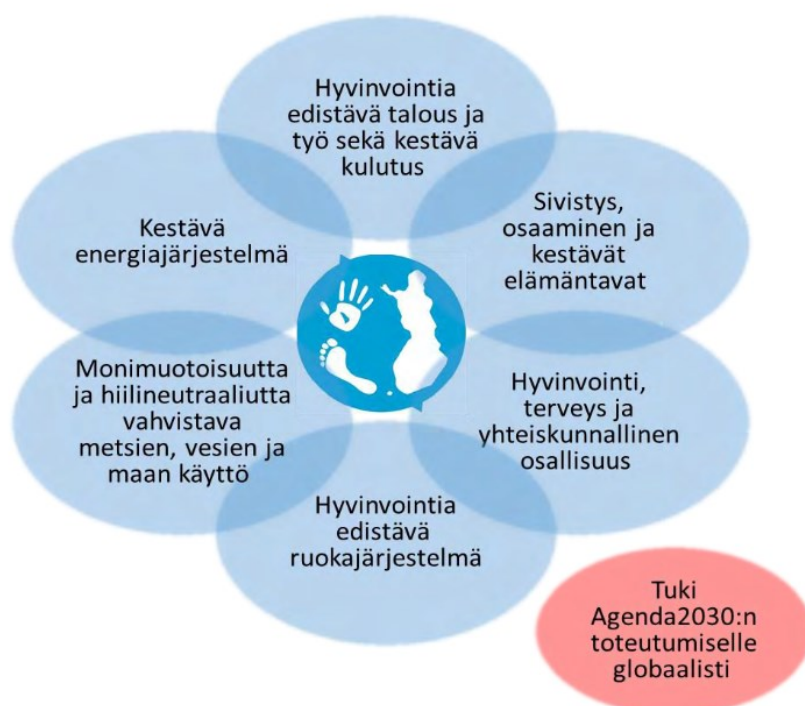 Hyvinvointia
edistävä talous ja
työ sekä kestävä
kulutus
Sivistys,
osaaminen ja
kestävät
elämäntavat
Hyvinvointi,
terveys ja
yhteiskunnallinen
osallisuus
Hyvinvointia
edistävä
ruokajärjestelmä
Monimuotoisuutta
ja hiilineutraaliutta
vahvistava
metsien, vesien ja
maan käyttö
Kestävä
energiajärjestelmä
Tuki
Agenda2030:n
toteutumiselle
globaalisti